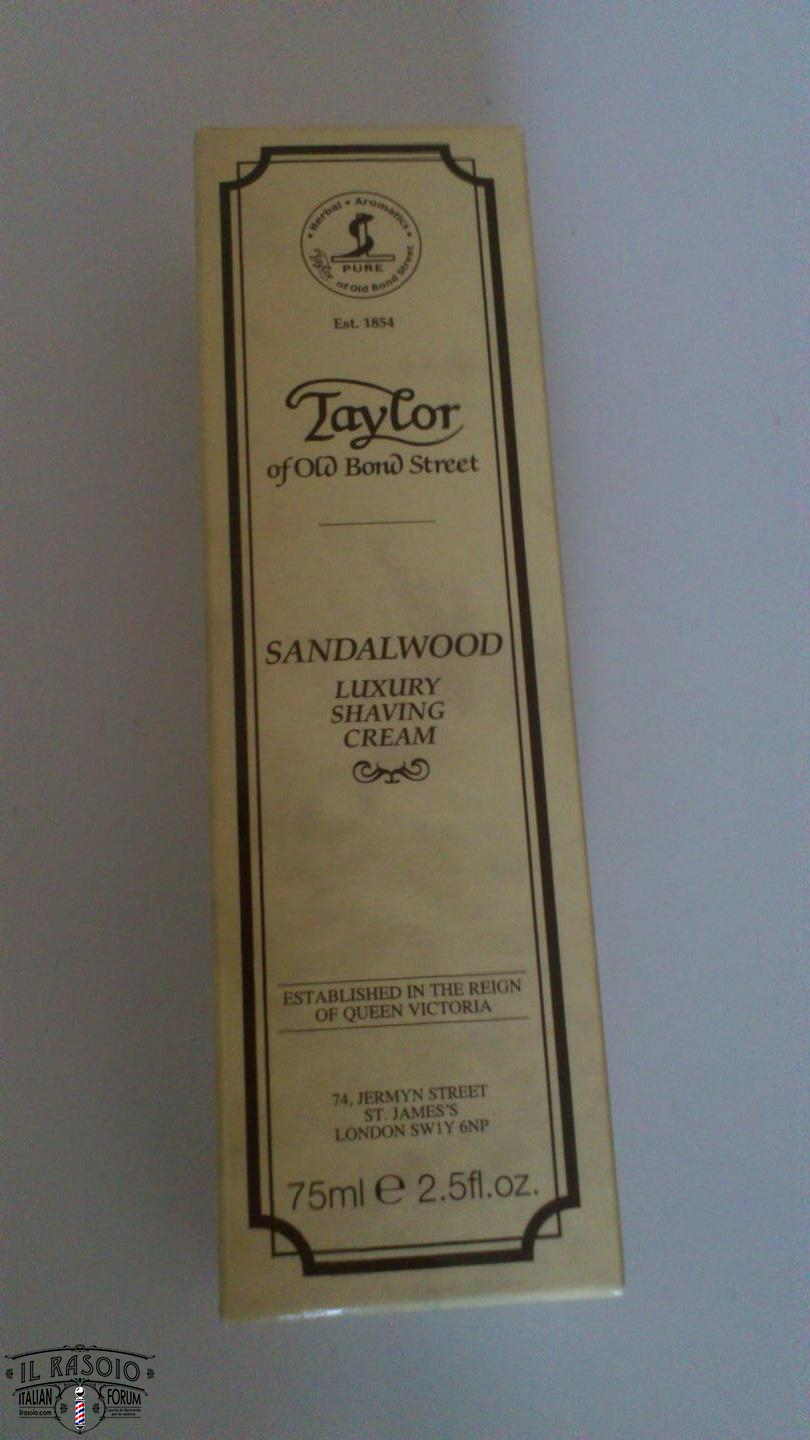 Herbal • Aromatics
PURE
Taylor of Old Bond Street
Est. 1854
Taylor
of Old Bond Street
SANDALWOOD
LUXURY
SHAVING
CREAM
ESTABLISHED IN THE REIGN
OF QUEEN VICTORIA
74, JERMYN STREET
ST. JAMES'S
LONDON SW1Y 6NP
75ml e 2.5fl.oz.
IL RASOIO
ITALIAN FORUM
ilrasoio.com